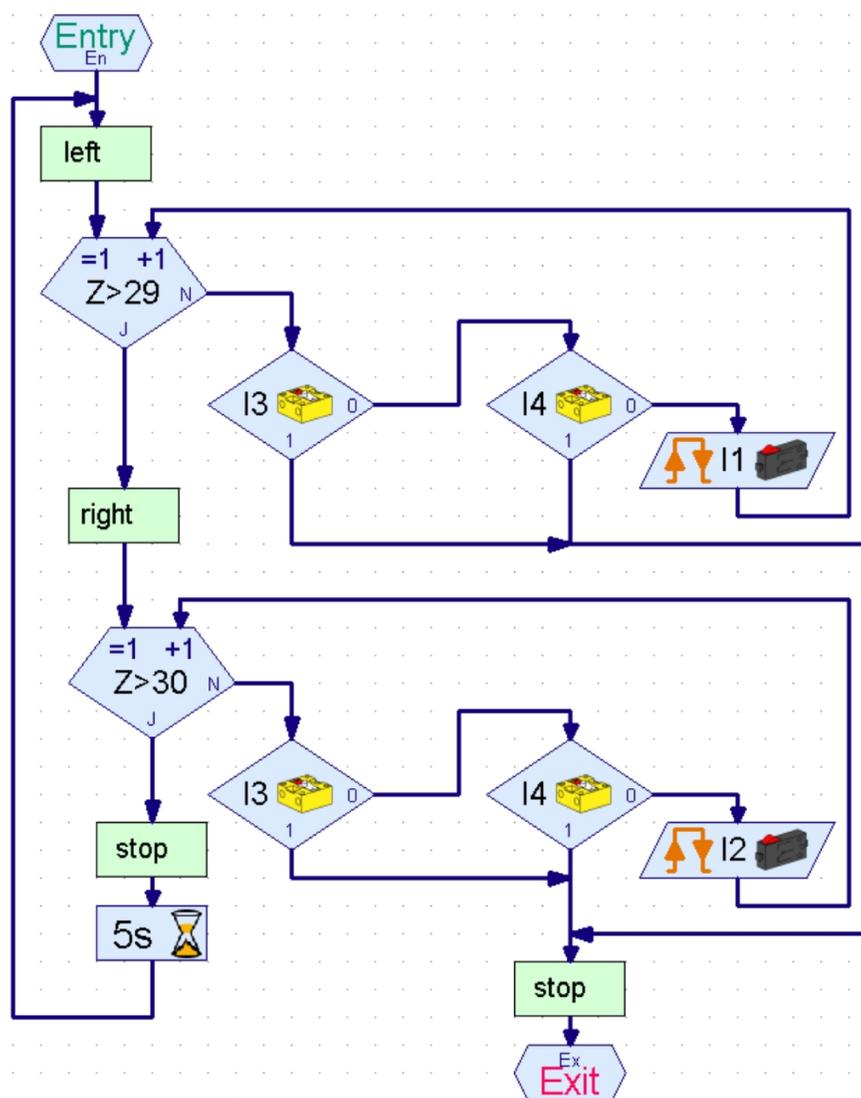 Entry
En
left
=1 +1
Z>29 N
J
I3 0
1
I4 0
1
I1
right
=1 +1
Z>30 N
J
I3 0
1
I4 0
1
I2
stop
5s
stop
Ex
Exit